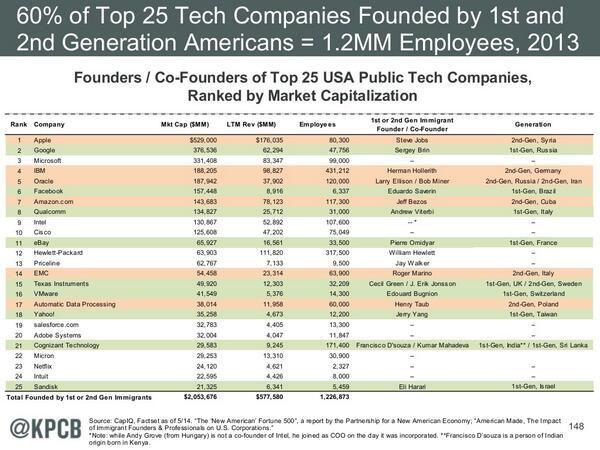 60% of Top 25 Tech Companies Founded by 1st and
2nd Generation Americans = 1.2MM Employees, 2013
Founders / Co-Founders of Top 25 USA Public Tech Companies,
Ranked by Market Capitalization
Rank Company Mkt Cap ($MM) LTM Rev ($MM) Employees 1st or 2nd Gen Immigrant Founder / Co-Founder Generation
1 Apple $529,000 $176,035 80,300 Steve Jobs 2nd-Gen, Syria
2 Google 376,536 62,294 47,756 Sergey Brin 1st-Gen, Russia
3 Microsoft 331,408 83,347 99,000 – –
4 IBM 188,205 98,827 431,212 Herman Hollerith 2nd-Gen, Germany
5 Oracle 187,942 37,902 120,000 Larry Ellison / Bob Miner 2nd-Gen, Russia / 2nd-Gen, Iran
6 Facebook 157,448 8,916 6,337 Eduardo Saverin 1st-Gen, Brazil
7 Amazon.com 143,683 78,123 117,300 Jeff Bezos 2nd-Gen, Cuba
8 Qualcomm 134,827 25,712 31,000 Andrew Viterbi 1st-Gen, Italy
9 Intel 130,867 52,892 107,600 -- * –
10 Cisco 125,608 47,202 75,049 – –
11 eBay 65,927 16,561 33,500 Pierre Omidyar 1st-Gen, France
12 Hewlett-Packard 63,903 111,820 317,500 William Hewlett –
13 Priceline 62,767 7,133 9,500 Jay Walker –
14 EMC 54,458 23,314 63,900 Roger Marino 2nd-Gen, Italy
15 Texas Instruments 49,920 12,303 32,209 Cecil Green / J. Erik Jonsson 1st-Gen, UK / 2nd-Gen, Sweden
16 VMware 41,549 5,376 14,300 Edouard Bugnion 1st-Gen, Switzerland
17 Automatic Data Processing 38,014 11,958 60,000 Henry Taub 2nd-Gen, Poland
18 Yahoo! 35,258 4,673 12,200 Jerry Yang 1st-Gen, Taiwan
19 salesforce.com 32,783 4,405 13,300 – –
20 Adobe Systems 32,004 4,047 11,847 – –
21 Cognizant Technology 29,583 9,245 171,400 Francisco D'souza / Kumar Mahadeva 1st-Gen, India** / 1st-Gen, Sri Lanka
22 Micron 29,253 13,310 30,900 – –
23 Netflix 24,120 4,621 2,327 – –
24 Intuit 22,595 4,426 8,000 – –
25 Sandisk 21,325 6,341 5,459 Eli Harari 1st-Gen, Israel
Total Founded by 1st or 2nd Gen Immigrants $2,053,676 $577,580 1,226,873
@KPCB
Source: CapIQ, Factset as of 5/14. "The 'New American' Fortune 500", a report by the Partnership for a New American Economy; "American Made, The Impact
of Immigrant Founders & Professionals on U.S. Corporations."
*Note: while Andy Grove (from Hungary) is not a co-founder of Intel, he joined as COO on the day it was incorporated. **Francisco D'souza is a person of Indian
origin born in Kenya.
148